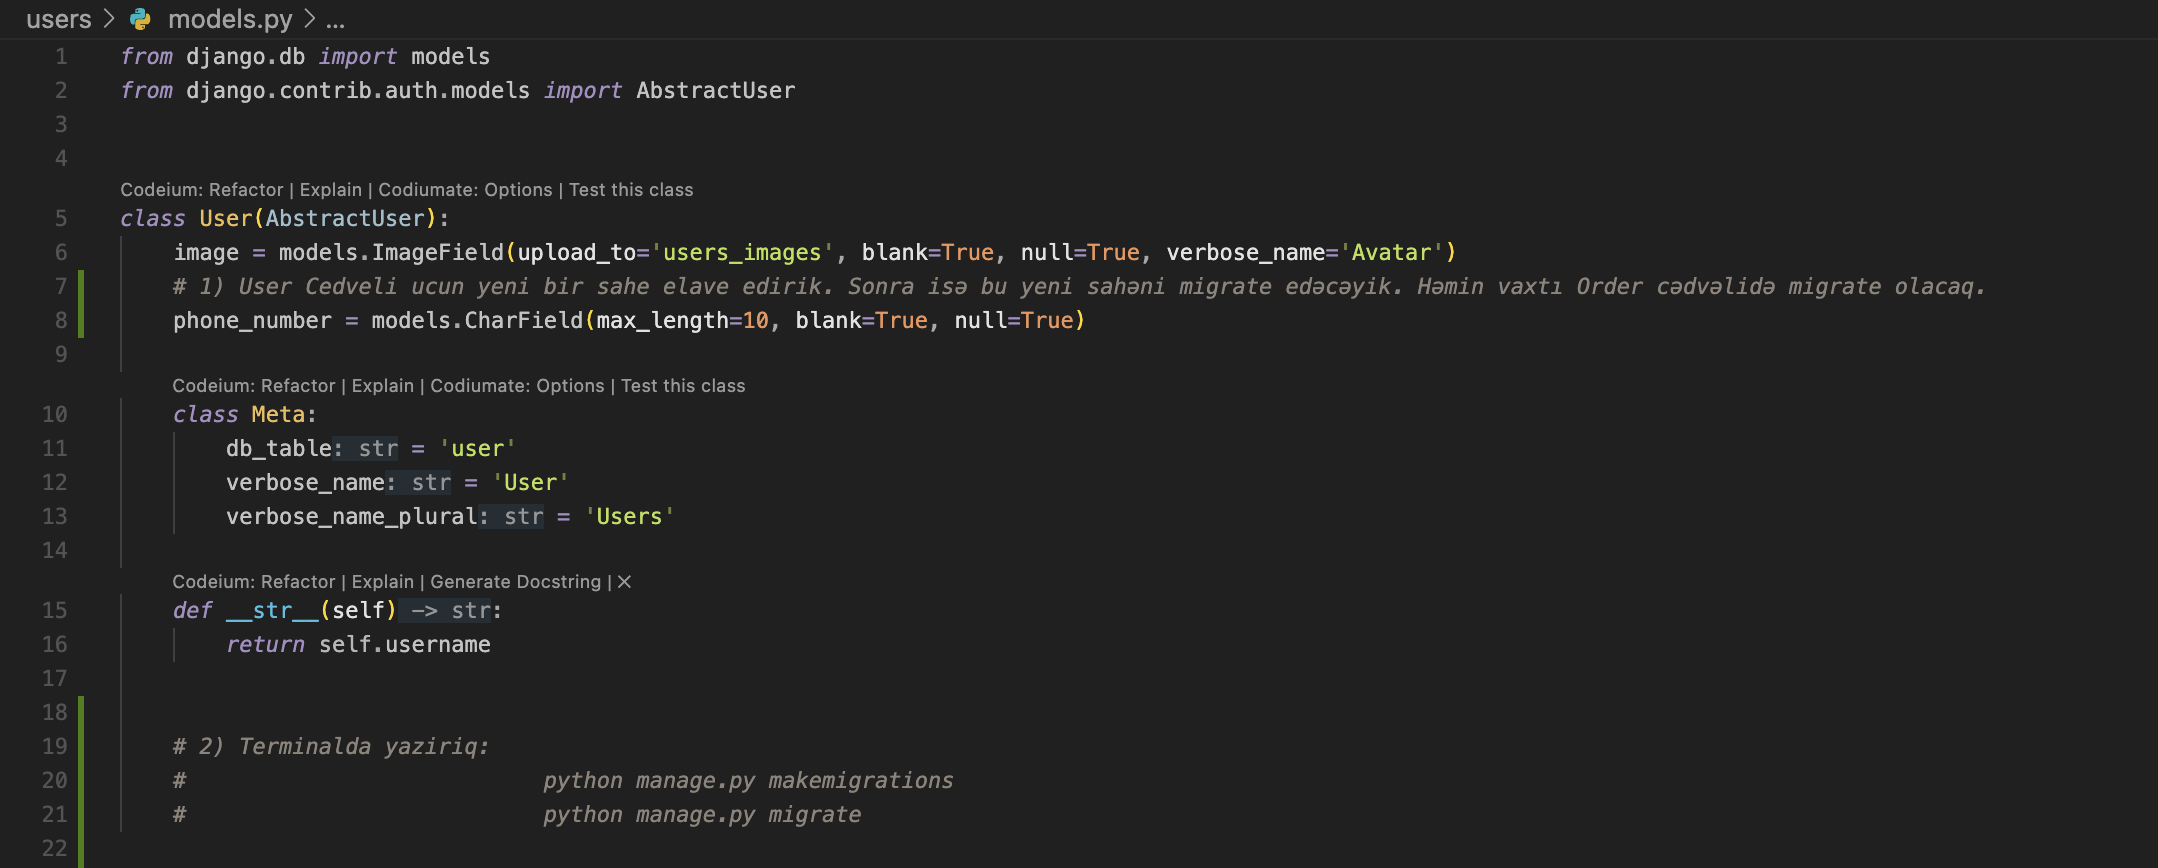 users > models.py > ...
1 from django.db import models
2 from django.contrib.auth.models import AbstractUser
3
4
Codeium: Refactor | Explain | Codiumate: Options | Test this class
5 class User(AbstractUser):
6     image = models.ImageField(upload_to='users_images', blank=True, null=True, verbose_name='Avatar')
7     # 1) User Cedveli ucun yeni bir sahe elave edirik. Sonra isə bu yeni sahəni migrate edəcəyik. Həmin vaxtı Order cədvəlidə migrate olacaq.
8     phone_number = models.CharField(max_length=10, blank=True, null=True)
9
Codeium: Refactor | Explain | Codiumate: Options | Test this class
10     class Meta:
11         db_table: str = 'user'
12         verbose_name: str = 'User'
13         verbose_name_plural: str = 'Users'
14
Codeium: Refactor | Explain | Generate Docstring | ×
15     def __str__(self) -> str:
16         return self.username
17
18
19     # 2) Terminalda yaziriq:
20     #                           python manage.py makemigrations
21     #                           python manage.py migrate
22